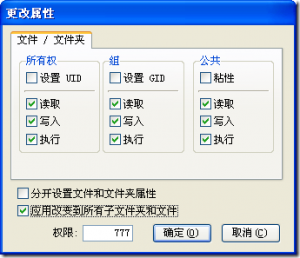 更改属性
文件 / 文件夹
所有权 组 公共
设置 UID 设置 GID 粘性
读取 读取 读取
写入 写入 写入
执行 执行 执行
分开设置文件和文件夹属性
应用改变到所有子文件夹和文件
权限: 777 确定(O) 取消(C)